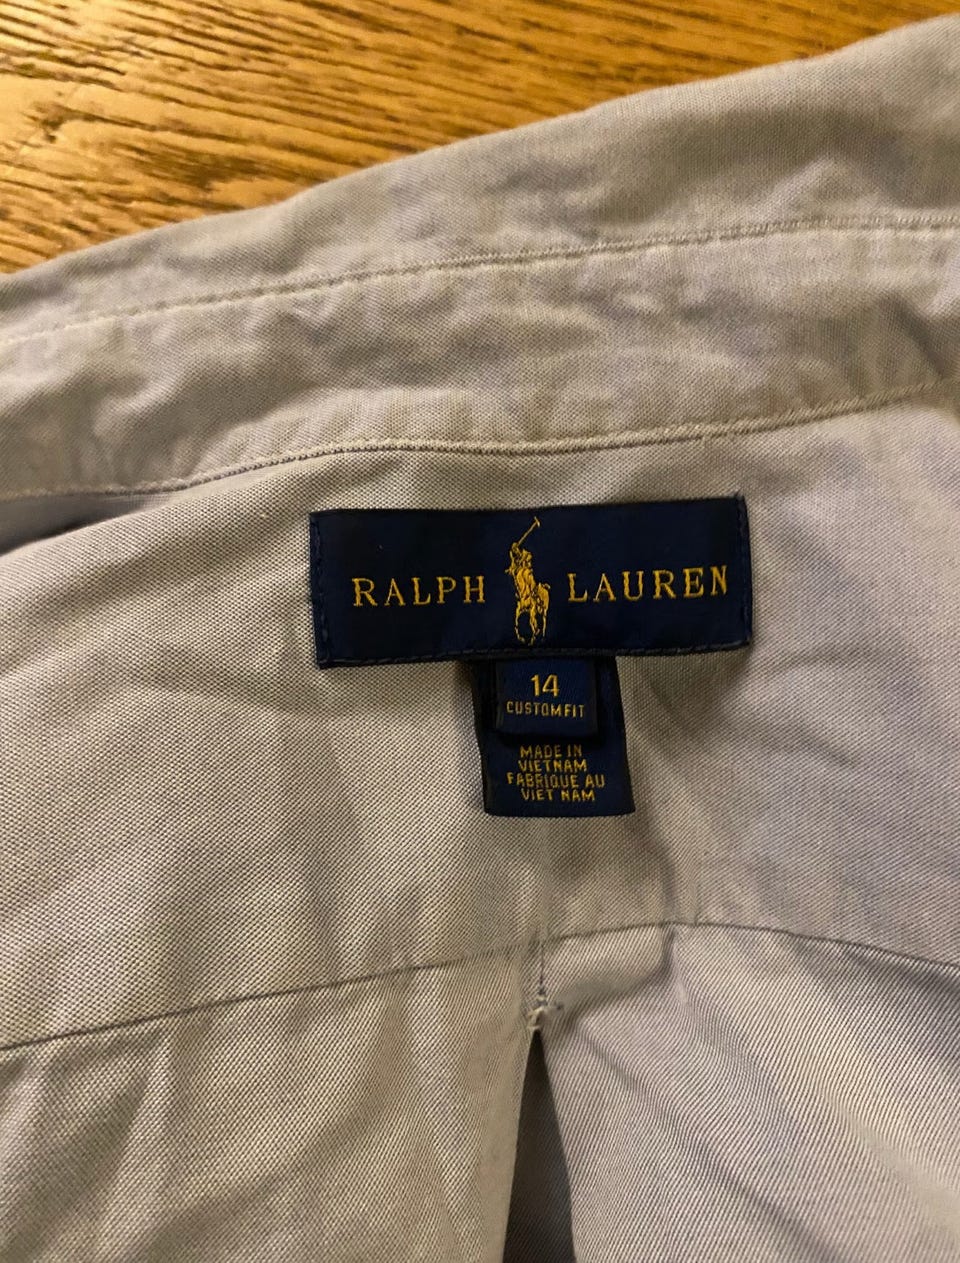 RALPH LAUREN
14
CUSTOM FIT
MADE IN
VIETNAM
FABRIQUE AU
VIET NAM